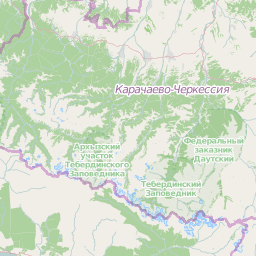 Карачаево-Черкессия
Архызский
участок
Тебердинского
Заповедника
Федеральный
заказник
Даутский
Тебердинский
Заповедник